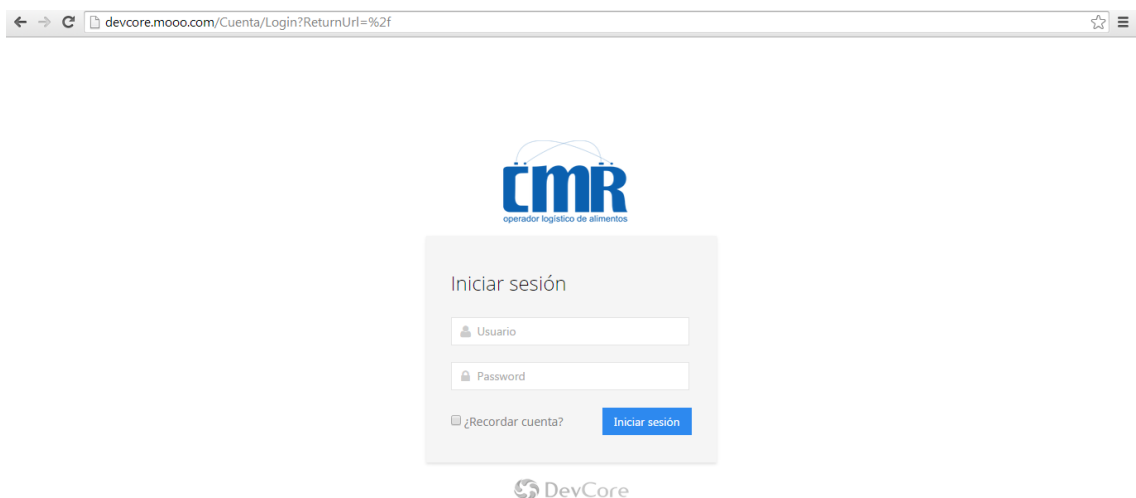 devcore.mooo.com/Cuenta/Login?ReturnUrl=%2f
CMR
operador logístico de alimentos
Iniciar sesión
Usuario
Password
¿Recordar cuenta?
Iniciar sesión
DevCore